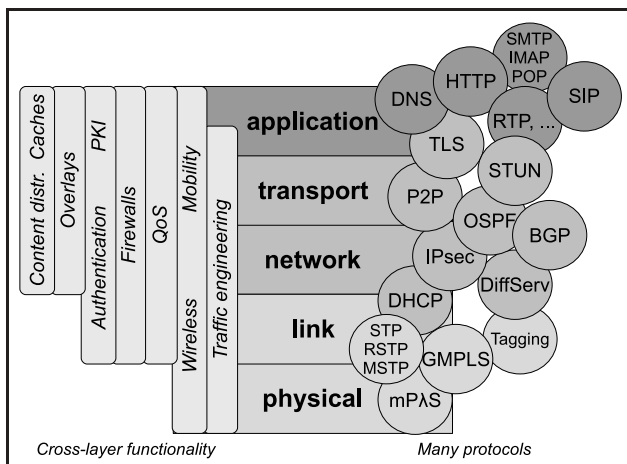 Content distr. Caches
Overlays
Authentication PKI
Firewalls
QoS
Wireless Mobility
Traffic engineering
application
transport
network
link
physical
SMTP
IMAP
POP
HTTP
SIP
DNS
RTP, ...
TLS
STUN
P2P
OSPF
BGP
IPsec
DiffServ
DHCP
STP
RSTP
MSTP
Tagging
GMPLS
mPλS
Cross-layer functionality
Many protocols